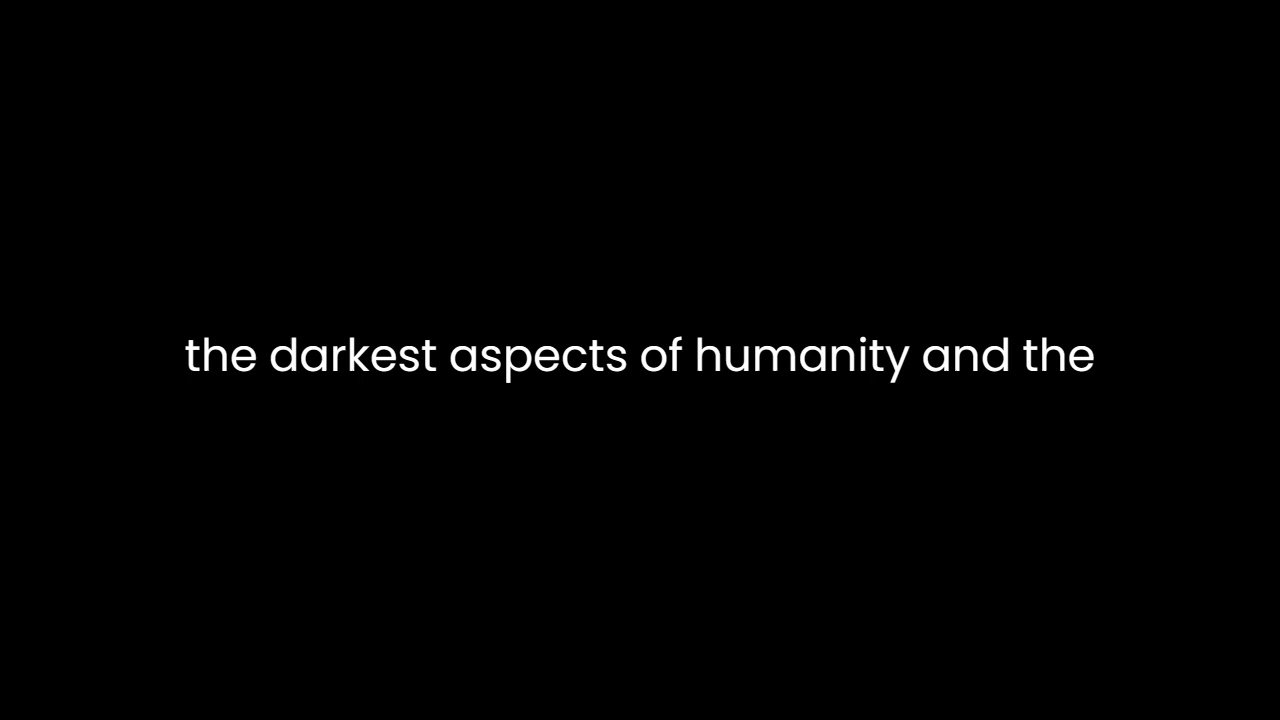 the darkest aspects of humanity and the